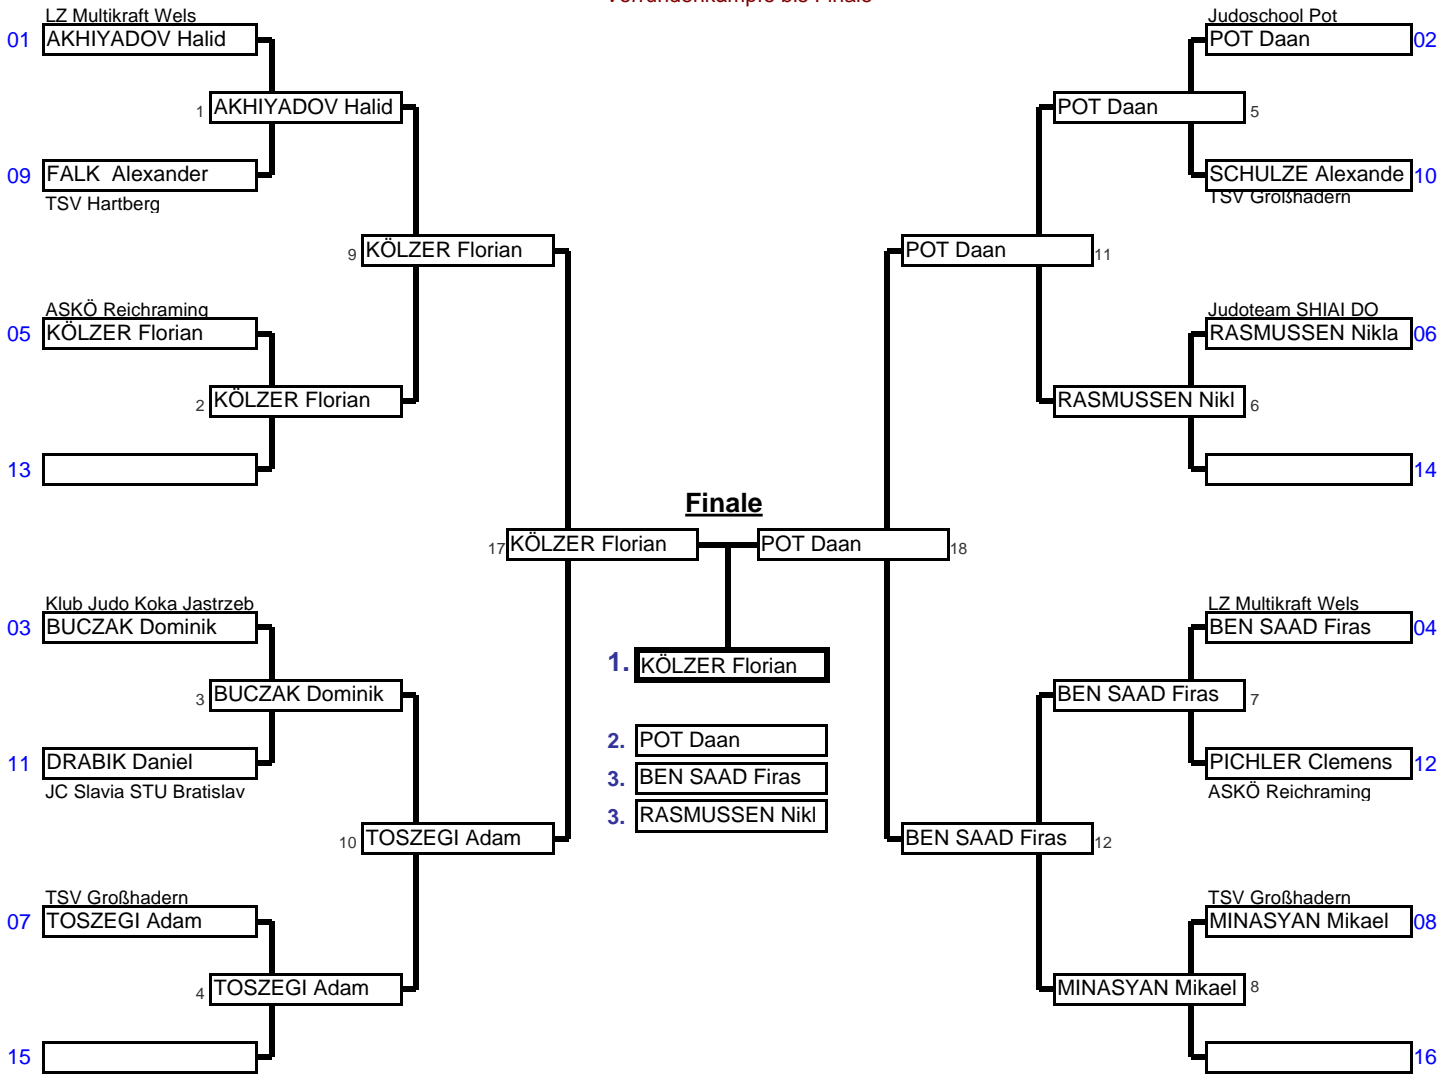 Vorrundenkämpfe bis Finale
LZ Multikraft Wels
01 AKHIYADOV Halid
1 AKHIYADOV Halid
09 FALK  Alexander
TSV Hartberg
9 KÖLZER Florian
ASKÖ Reichraming
05 KÖLZER Florian
2 KÖLZER Florian
13
17 KÖLZER Florian
Klub Judo Koka Jastrzeb
03 BUCZAK Dominik
3 BUCZAK Dominik
11 DRABIK Daniel
JC Slavia STU Bratislav
10 TOSZEGI Adam
TSV Großhadern
07 TOSZEGI Adam
4 TOSZEGI Adam
15
Finale
1. KÖLZER Florian
2. POT Daan
3. BEN SAAD Firas
3. RASMUSSEN Nikl
Judoschool Pot
POT Daan 02
POT Daan 5
SCHULZE Alexande 10
TSV Großhadern
POT Daan 11
Judoteam SHIAI DO
RASMUSSEN Nikla 06
RASMUSSEN Nikl 6
14
POT Daan 18
LZ Multikraft Wels
BEN SAAD Firas 04
BEN SAAD Firas 7
PICHLER Clemens 12
ASKÖ Reichraming
BEN SAAD Firas 12
TSV Großhadern
MINASYAN Mikael 08
MINASYAN Mikael 8
16